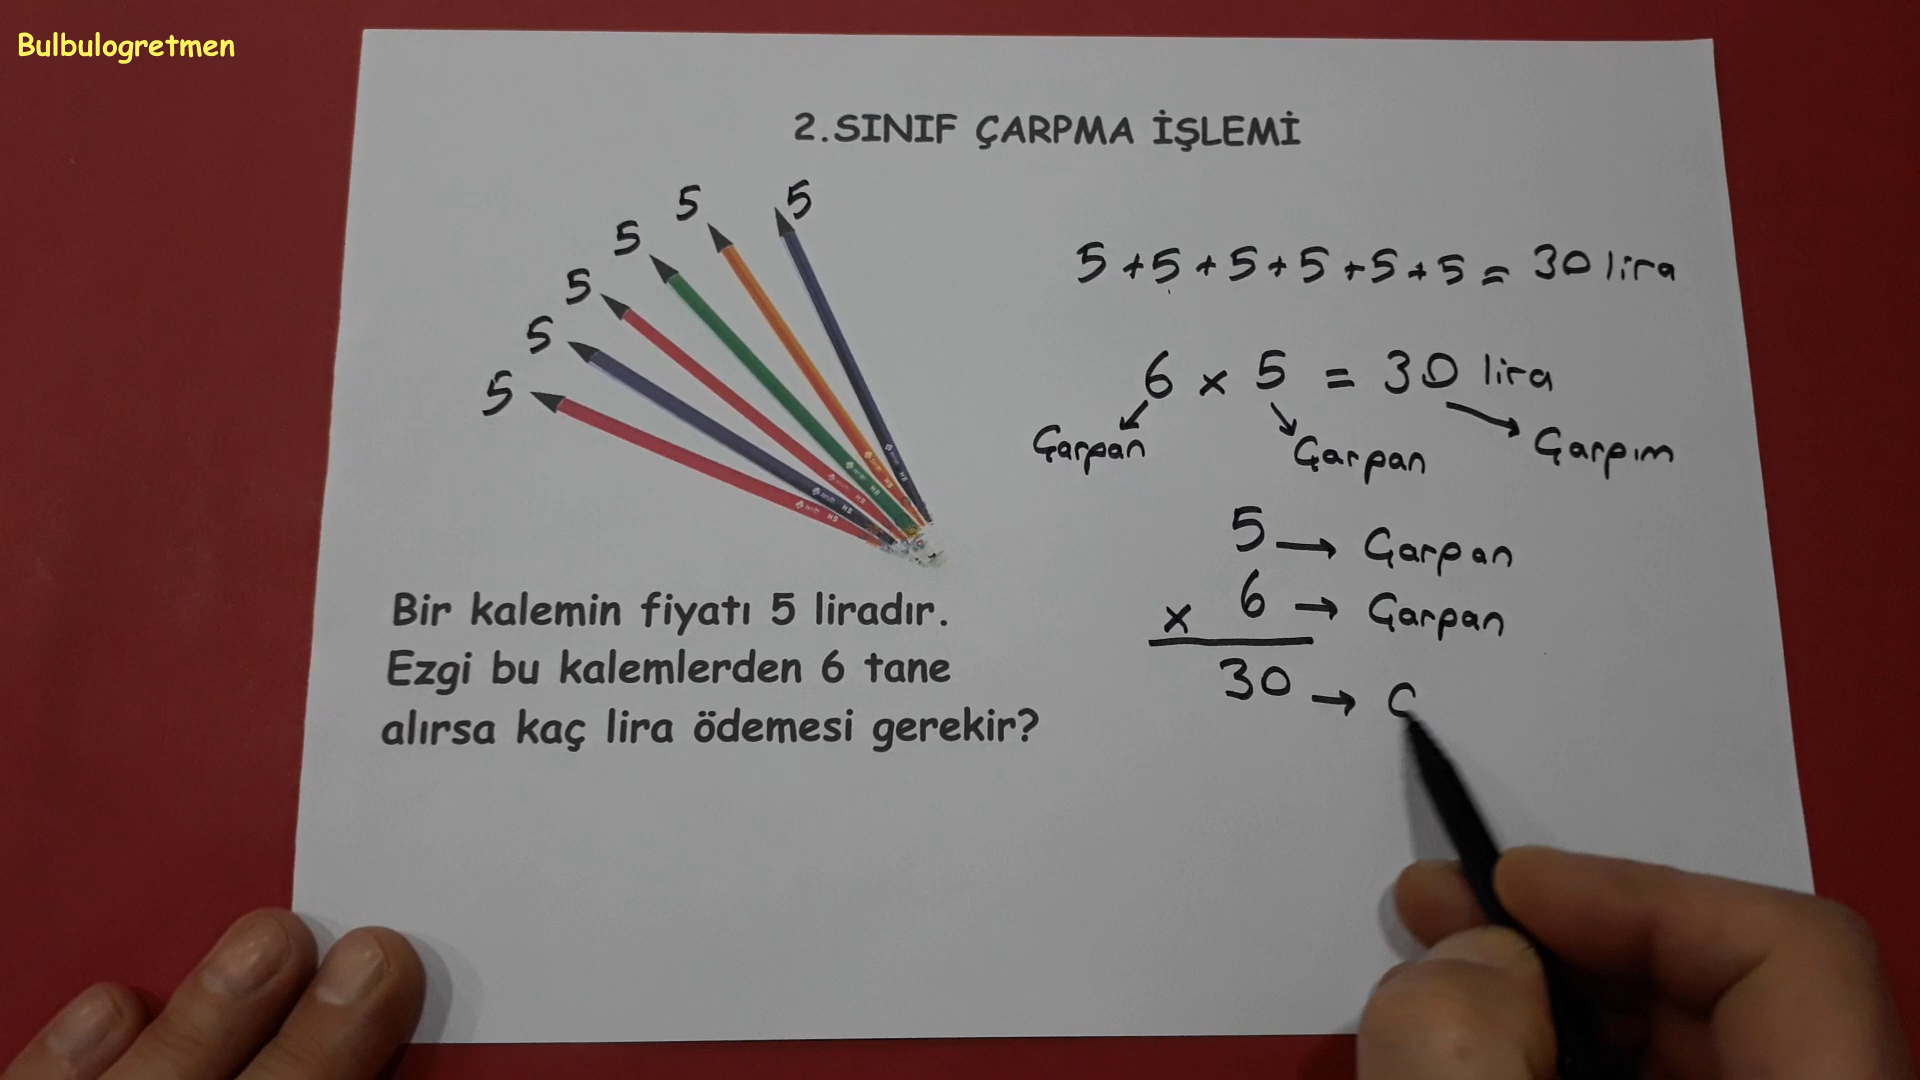 Bulbulogretmen
2.SINIF ÇARPMA İŞLEMİ
5
5
5
5
5
5
Bir kalemin fiyatı 5 liradır.
Ezgi bu kalemlerden 6 tane
alırsa kaç lira ödemesi gerekir?
5+5+5+5+5+5= 30 lira
6 x 5 = 30 lira
Çarpan Çarpan Çarpım
5 → Çarpan
x 6 → Çarpan
30 → C